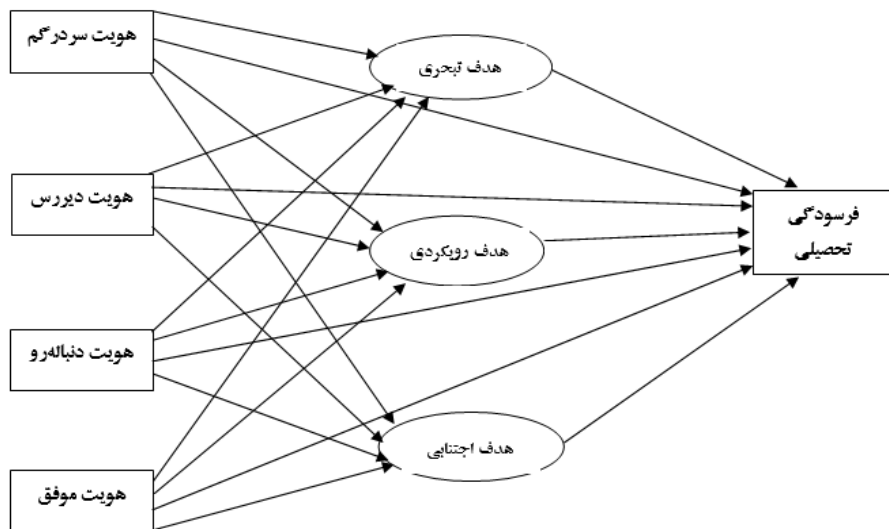 هویت سردرگم
هدف تبحری
هویت دیررس
فرسودگی
تحصیلی
هدف رویکردی
هویت دنباله‌رو
هدف اجتنابی
هویت موفق